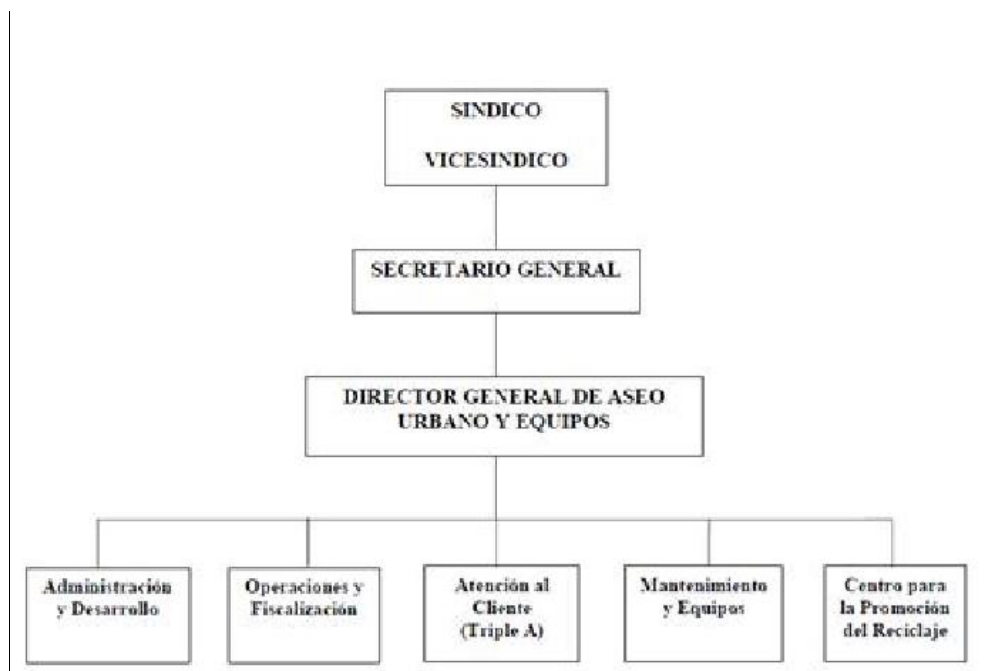 SINDICO
VICESINDICO
SECRETARIO GENERAL
DIRECTOR GENERAL DE ASEO
URBANO Y EQUIPOS
Administración
y Desarrollo
Operaciones y
Fiscalización
Atención al
Cliente
(Triple A)
Mantenimiento
y Equipos
Centro para
la Promoción
del Reciclaje